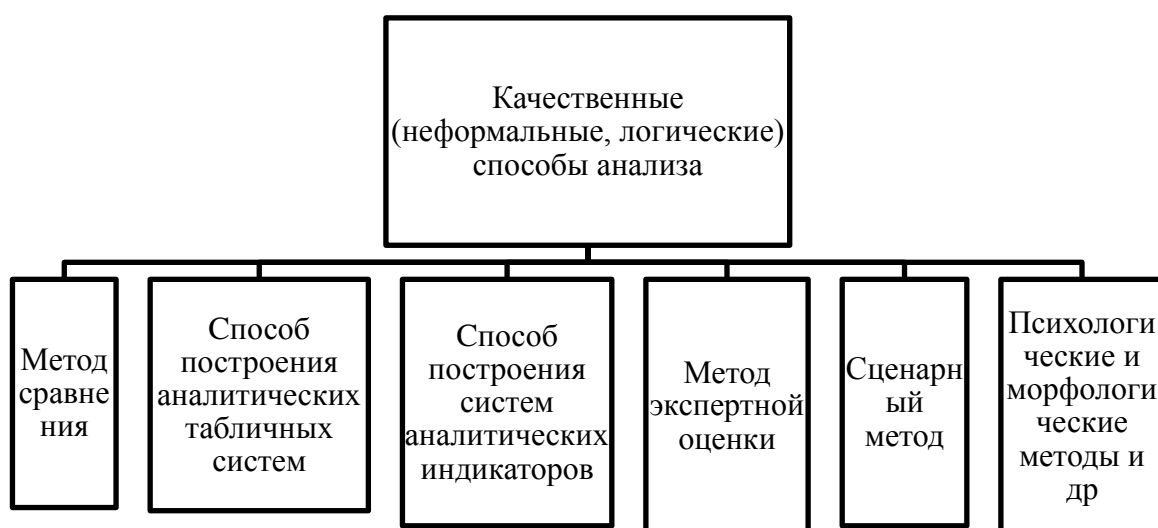 Качественные
(неформальные, логические)
способы анализа
Метод
сравне
ния
Способ
построения
аналитических
табличных
систем
Способ
построения
систем
аналитических
индикаторов
Метод
экспертной
оценки
Сценарн
ый
метод
Психологи
ческие и
морфологи
ческие
методы и
др